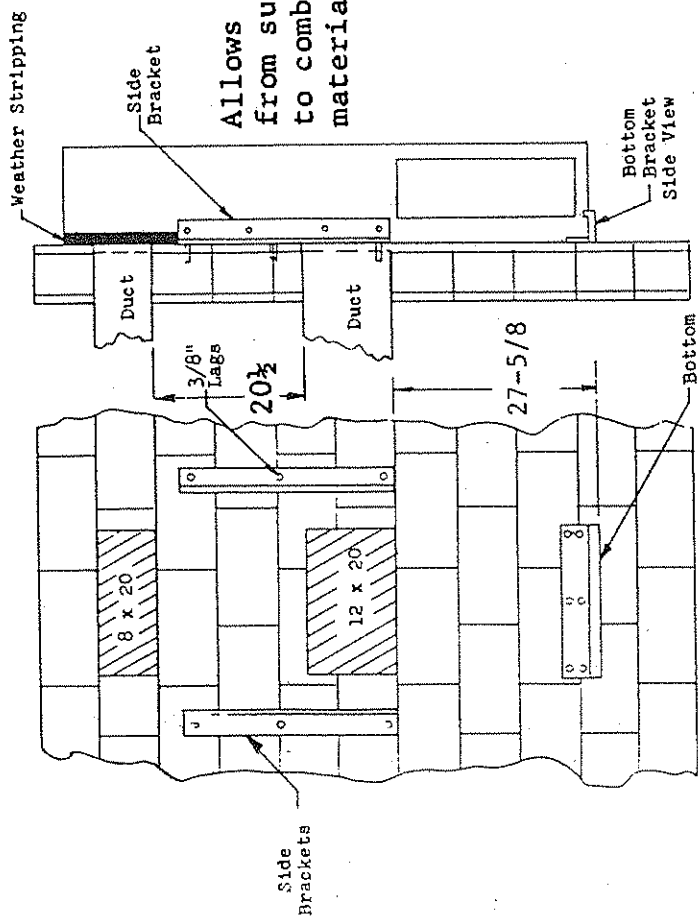 Weather Stripping
Side
Bracket
Allows
from su
to comb
materia
Duct
Duct
3/8"
Lags
20½
27-5/8
Bottom
Bracket
Side View
Bottom
8 x 20
12 x 20
Side
Brackets